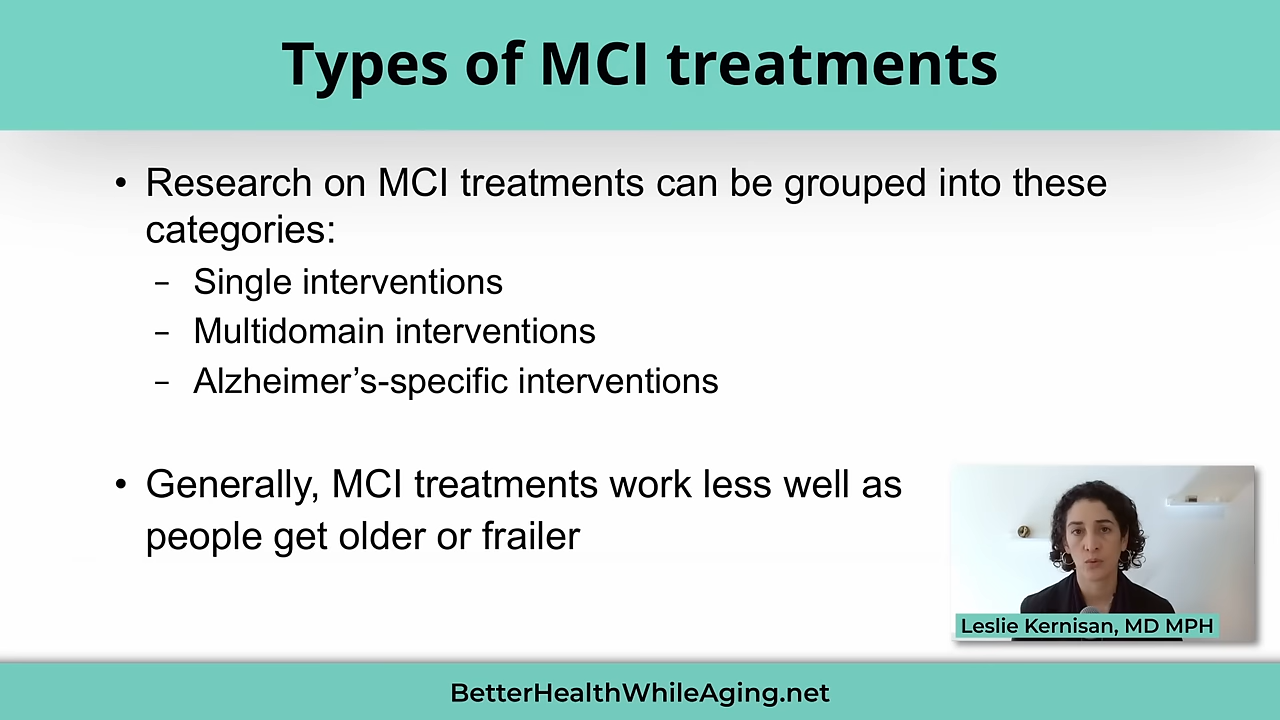 Types of MCI treatments
• Research on MCI treatments can be grouped into these
categories:
– Single interventions
– Multidomain interventions
– Alzheimer’s-specific interventions
• Generally, MCI treatments work less well as
people get older or frailer
Leslie Kernisan, MD MPH
BetterHealthWhileAging.net